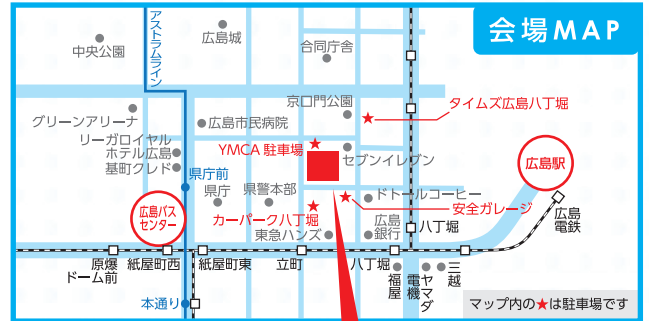 会場MAP
アストラムライン
中央公園
広島城
合同庁舎
グリーンアリーナ
広島市民病院
京口門公園
タイムズ広島八丁堀
リーガロイヤル
ホテル広島
基町クレド
YMCA 駐車場
セブンイレブン
広島駅
県庁前
県庁
県警本部
ドトールコーヒー
広島バス
センター
カーパーク八丁堀
安全ガレージ
東急ハンズ
広島
銀行
八丁堀
広島
電鉄
原爆
ドーム前
紙屋町西
紙屋町東
立町
八丁堀
福屋
ヤマダ
電機
三越
本通り
マップ内の★は駐車場です